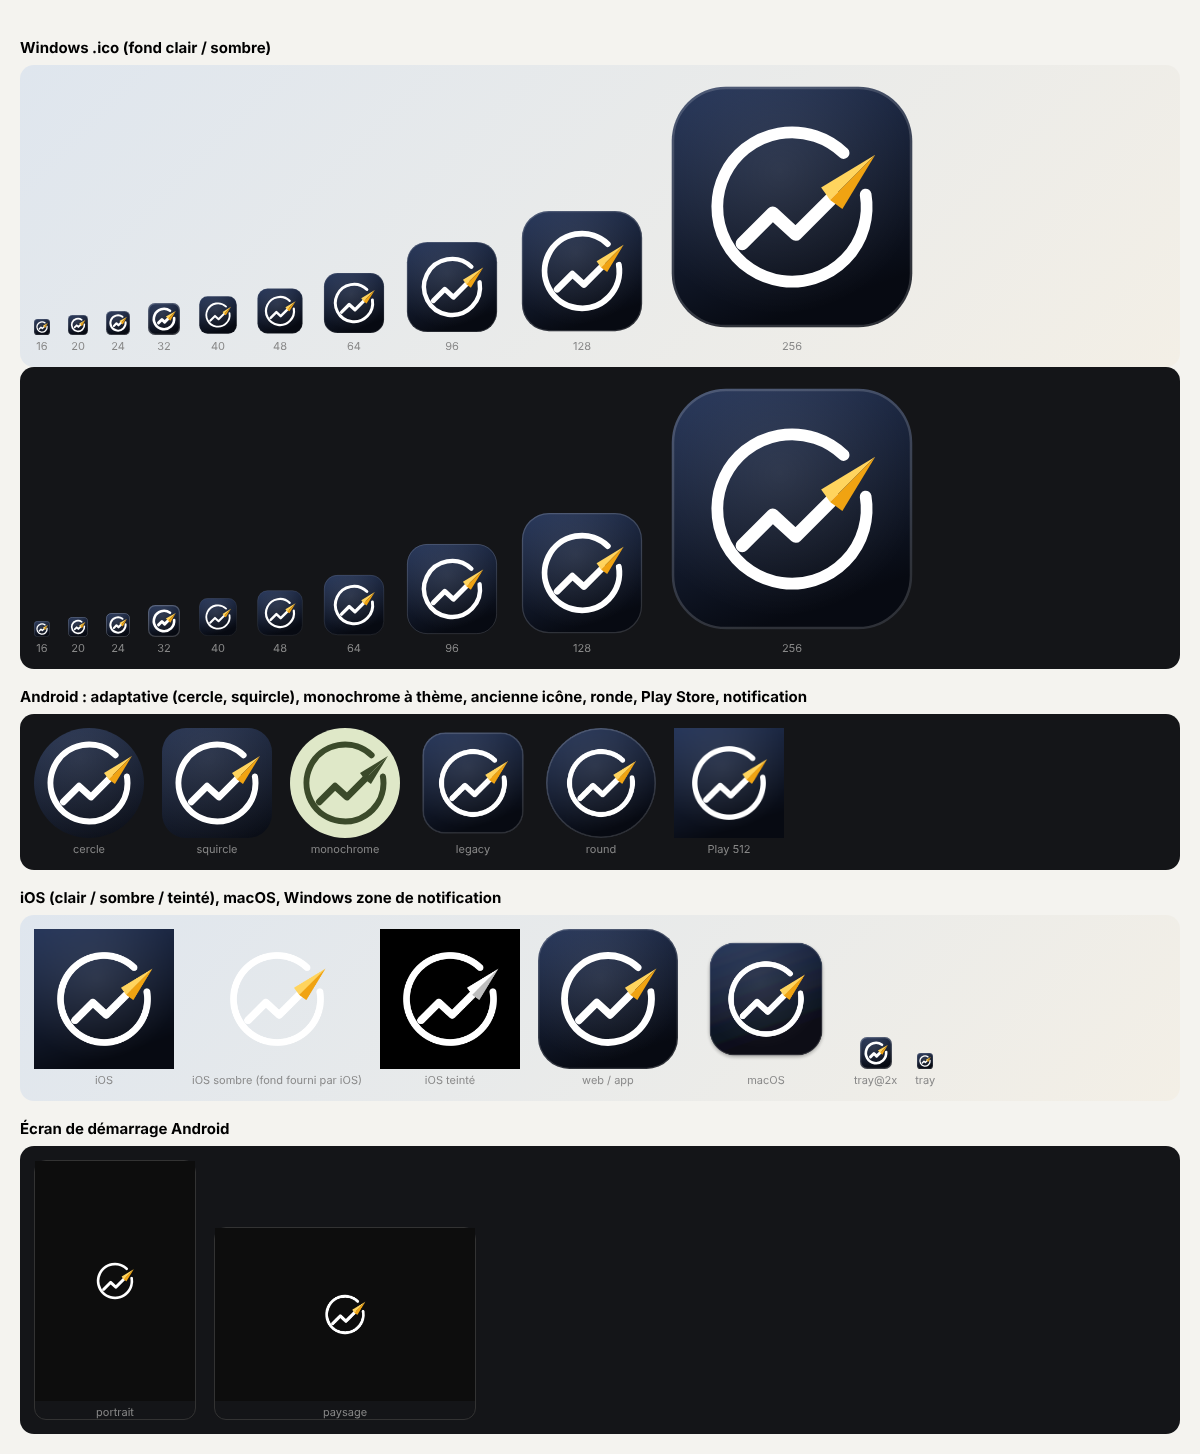 Windows .ico (fond clair / sombre)
16 20 24 32 40 48 64 96 128 256
16 20 24 32 40 48 64 96 128 256
Android : adaptative (cercle, squircle), monochrome à thème, ancienne icône, ronde, Play Store, notification
cercle squircle monochrome legacy round Play 512
iOS (clair / sombre / teinté), macOS, Windows zone de notification
iOS iOS sombre (fond fourni par iOS) iOS teinté web / app macOS tray@2x tray
Écran de démarrage Android
portrait paysage